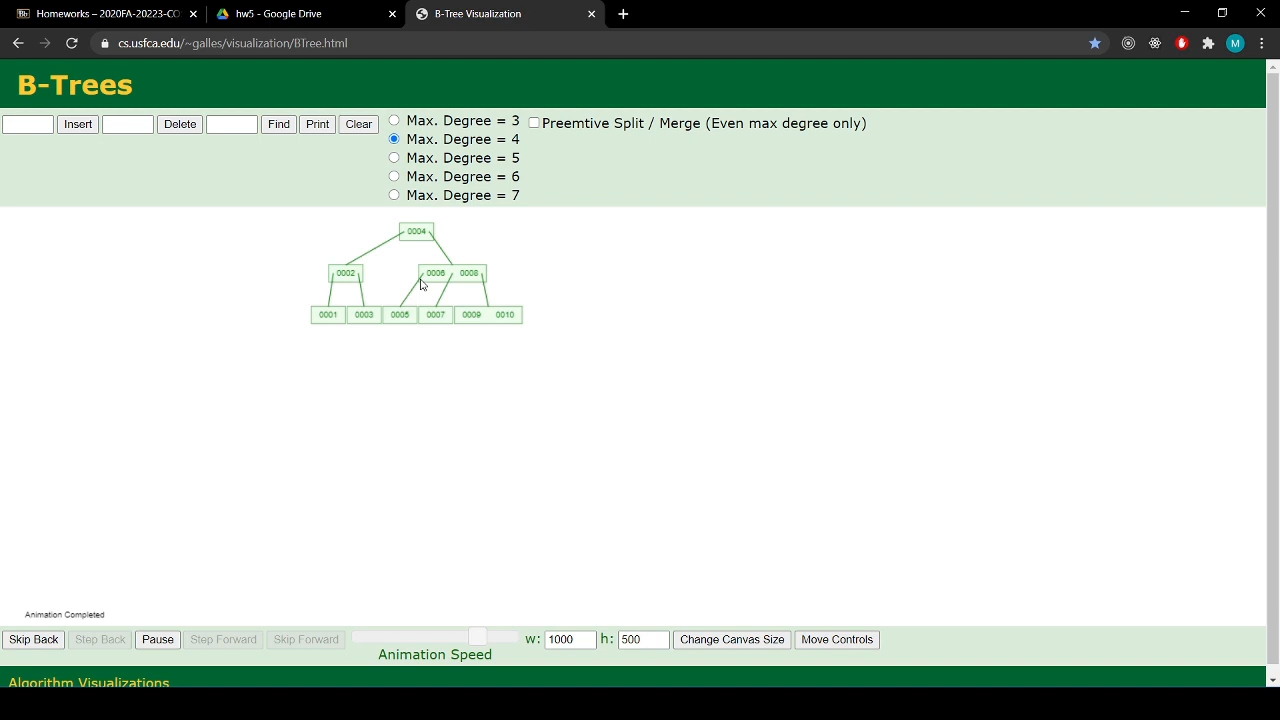 Homeworks – 2020FA-20223-CO
hw5 - Google Drive
B-Tree Visualization
cs.usfca.edu/~galles/visualization/BTree.html
M
B-Trees
Insert Delete Find Print Clear
Max. Degree = 3
Max. Degree = 4
Max. Degree = 5
Max. Degree = 6
Max. Degree = 7
Preemtive Split / Merge (Even max degree only)
0004
0002 0006 0008
0001 0003 0005 0007 0009 0010
Animation Completed
Skip Back Step Back Pause Step Forward Skip Forward w: 1000 h: 500 Change Canvas Size Move Controls
Animation Speed
Algorithm Visualizations